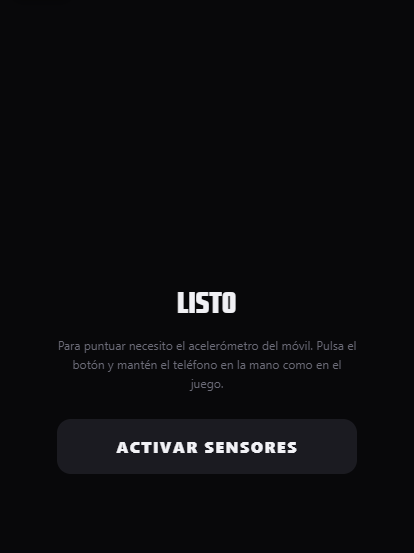 LISTO
Para puntuar necesito el acelerómetro del móvil. Pulsa el
botón y mantén el teléfono en la mano como en el
juego.
ACTIVAR SENSORES